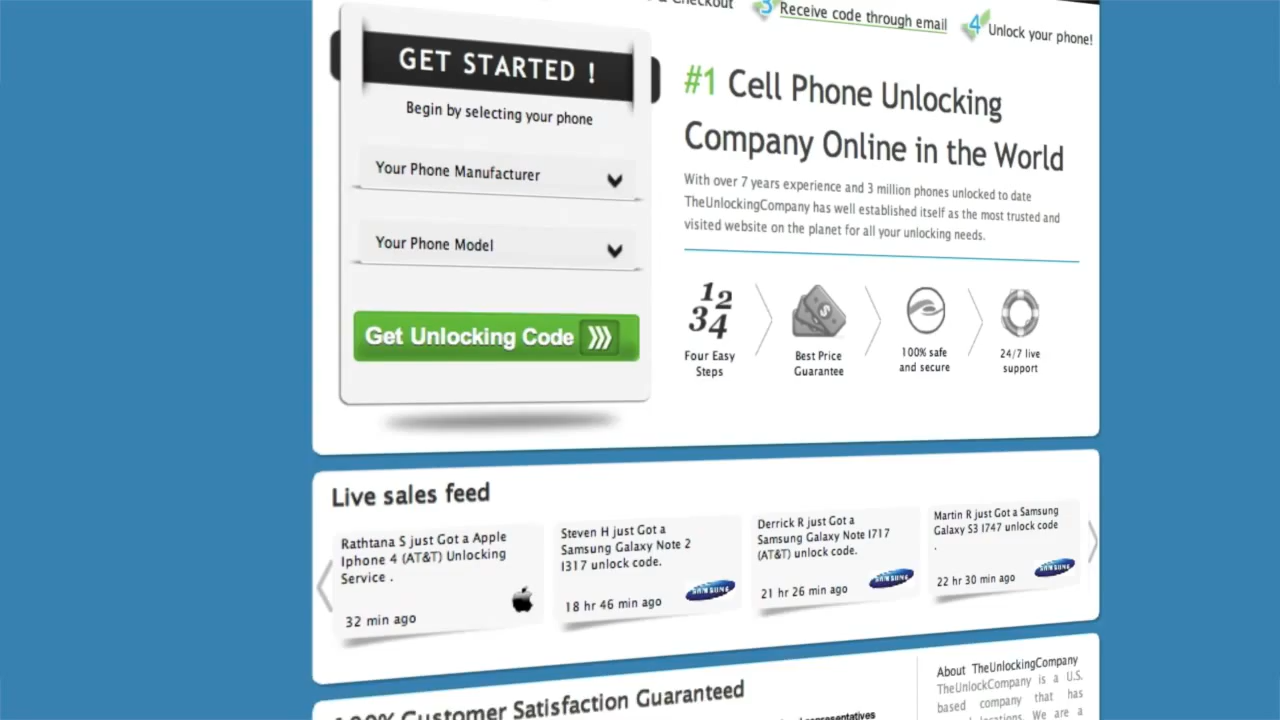 Checkout
3 Receive code through email
4 Unlock your phone!
GET STARTED !
Begin by selecting your phone
Your Phone Manufacturer
Your Phone Model
Get Unlocking Code
#1 Cell Phone Unlocking
Company Online in the World
With over 7 years experience and 3 million phones unlocked to date
TheUnlockingCompany has well established itself as the most trusted and
visited website on the planet for all your unlocking needs.
1 2
3 4
Four Easy
Steps
Best Price
Guarantee
100% safe
and secure
24/7 live
support
Live sales feed
Rathtana S just Got a Apple
Iphone 4 (AT&T) Unlocking
Service .
32 min ago
Steven H just Got a
Samsung Galaxy Note 2
I317 unlock code.
18 hr 46 min ago
SAMSUNG
Derrick R just Got a
Samsung Galaxy Note I717
(AT&T) unlock code.
21 hr 26 min ago
SAMSUNG
Martin R just Got a Samsung
Galaxy S3 I747 unlock code
.
22 hr 30 min ago
SAMSUNG
100% Customer Satisfaction Guaranteed
representatives
About TheUnlockingCompany
TheUnlockCompany is a U.S.
based company that has
locations. We are a